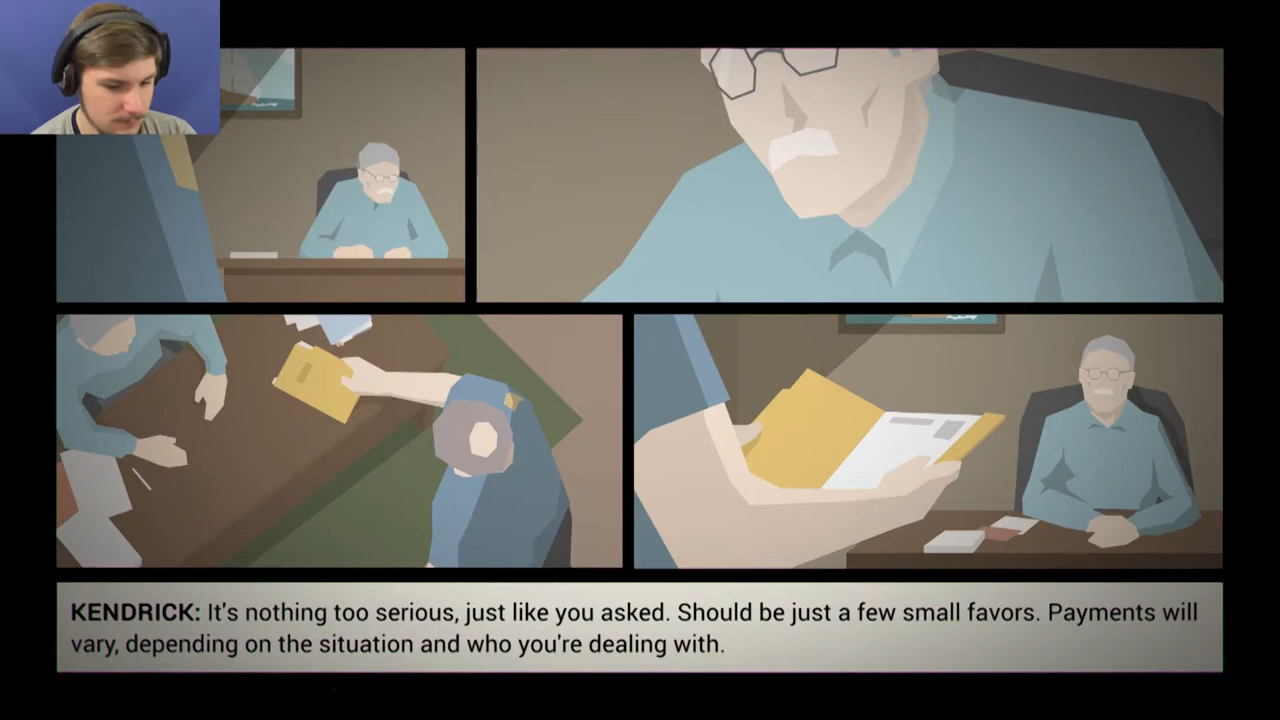 KENDRICK: It's nothing too serious, just like you asked. Should be just a few small favors. Payments will
vary, depending on the situation and who you're dealing with.